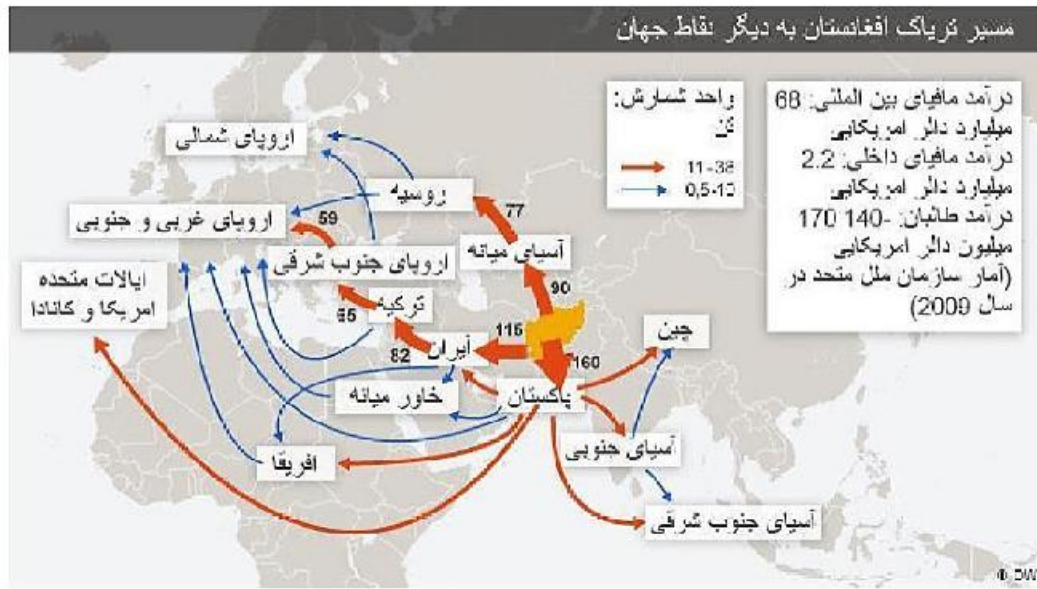 مسیر تریاک افغانستان به دیگر نقاط جهان
درآمد مافیای بین المللی: 68
میلیارد دالر امریکایی
درآمد مافیای داخلی: 2.2
میلیارد دالر امریکایی
درآمد طالبان: -140 170
میلیون دالر امریکایی
(آمار سازمان ملل متحد در
سال 2009)
واحد شمارش:
تن
11-38
0,5-10
اروپای شمالی
روسیه
77
اروپای غربی و جنوبی
59
آسیای میانه
اروپای جنوب شرقی
90
ایالات متحده
امریکا و کانادا
ترکیه
65
چین
115
ایران
82
160
پاکستان
خاور میانه
آسیای جنوبی
افریقا
آسیای جنوب شرقی
© DW